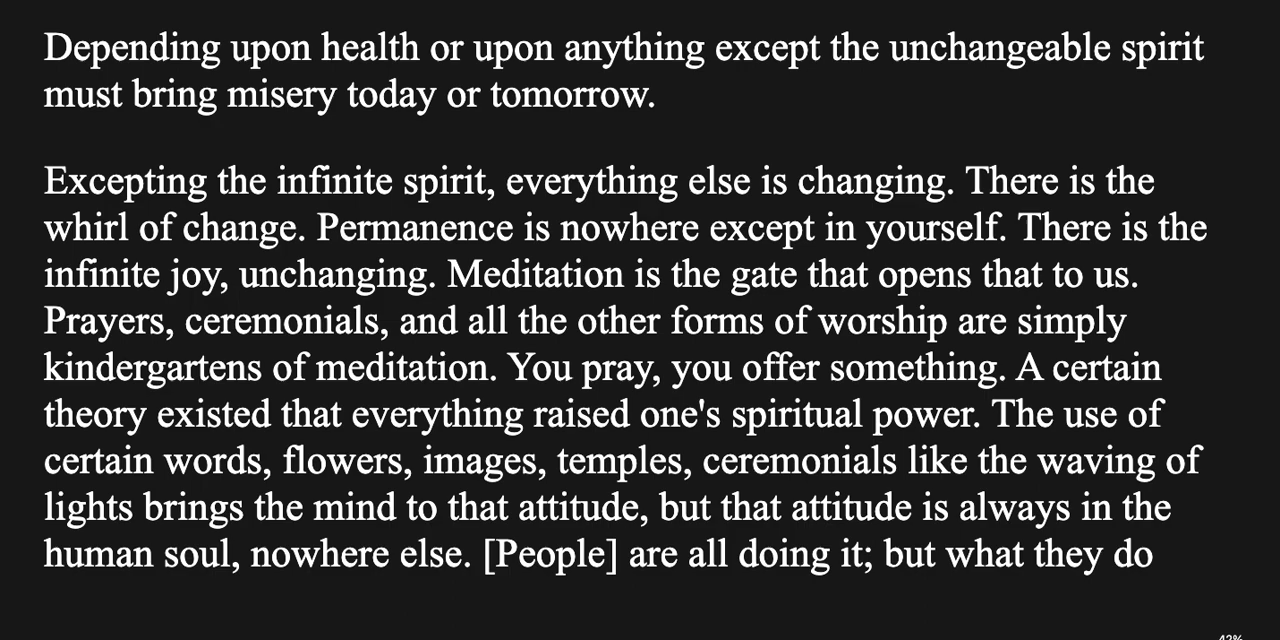 Depending upon health or upon anything except the unchangeable spirit
must bring misery today or tomorrow.
Excepting the infinite spirit, everything else is changing. There is the
whirl of change. Permanence is nowhere except in yourself. There is the
infinite joy, unchanging. Meditation is the gate that opens that to us.
Prayers, ceremonials, and all the other forms of worship are simply
kindergartens of meditation. You pray, you offer something. A certain
theory existed that everything raised one's spiritual power. The use of
certain words, flowers, images, temples, ceremonials like the waving of
lights brings the mind to that attitude, but that attitude is always in the
human soul, nowhere else. [People] are all doing it; but what they do